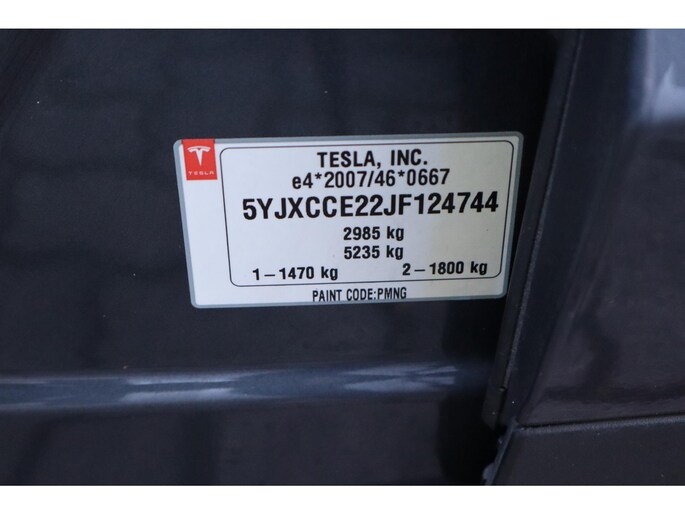 TESLA
TESLA, INC.
e4*2007/46*0667
5YJXCCE22JF124744
2985 kg
5235 kg
1-1470 kg 2-1800 kg
PAINT CODE:PMNG